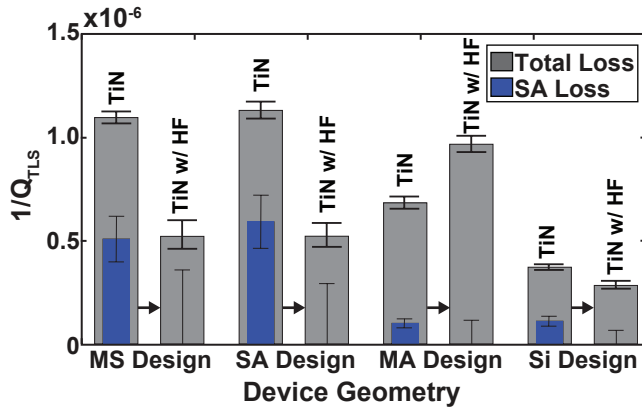 ×10⁻⁶
1.5
1.0
0.5
0
1/Q_TLS
Total Loss
SA Loss
TiN
TiN w/ HF
TiN
TiN w/ HF
TiN
TiN w/ HF
TiN
TiN w/ HF
MS Design SA Design MA Design Si Design
Device Geometry